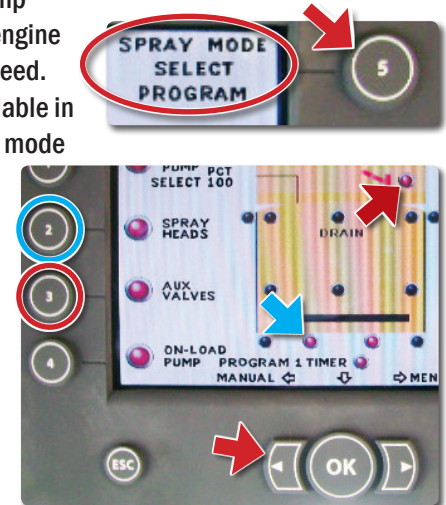 mp
engine
eed.
lable in
mode
SPRAY MODE
SELECT
PROGRAM
5
PUMP PCT
SELECT 100
2
SPRAY
HEADS
DRAIN
3
AUX
VALVES
4
ON-LOAD
PUMP
PROGRAM 1 TIMER
MANUAL ⇦ ⇩ ⇨ MEN
ESC
OK